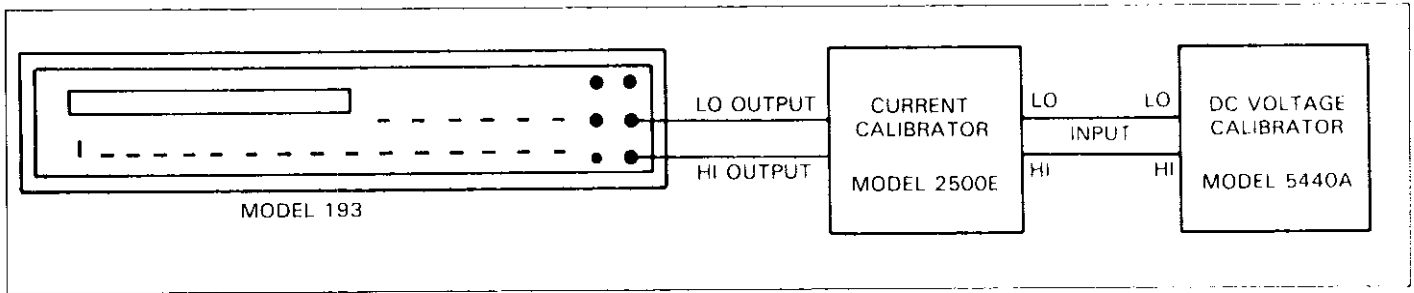 LO OUTPUT
HI OUTPUT
MODEL 193
CURRENT
CALIBRATOR
MODEL 2500E
LO
LO
INPUT
HI
HI
DC VOLTAGE
CALIBRATOR
MODEL 5440A